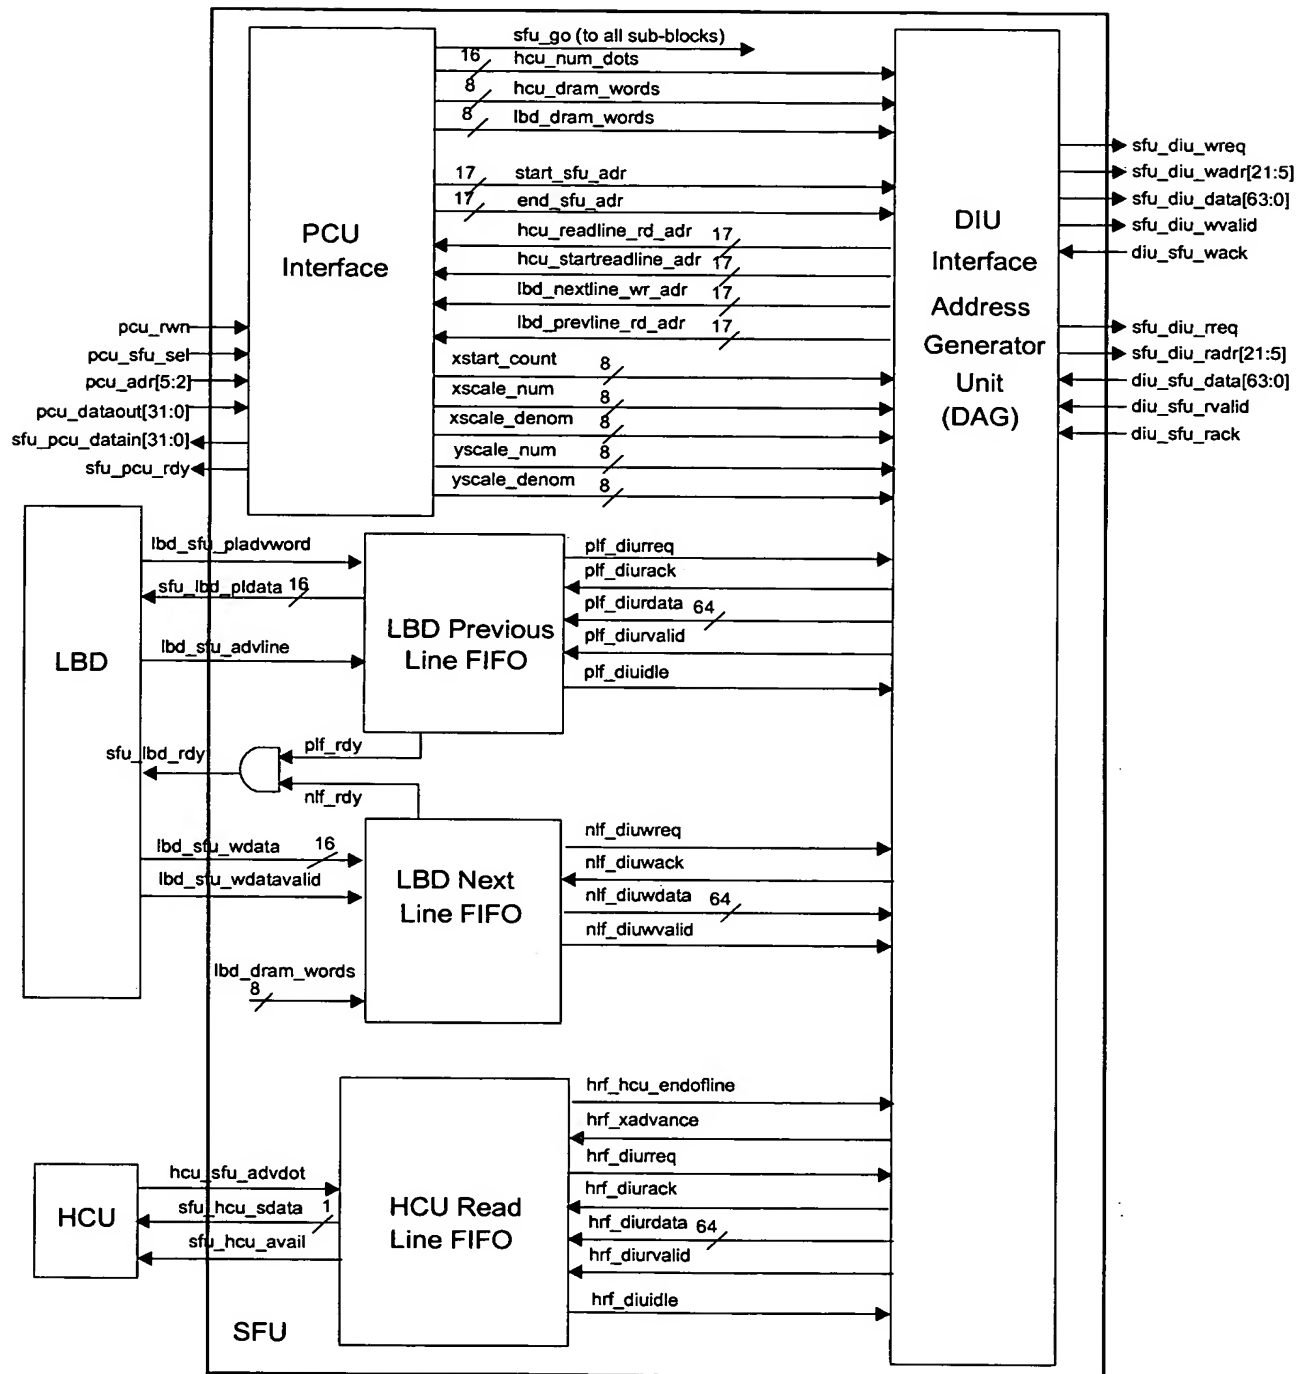 sfu_go (to all sub-blocks)
16 hcu_num_dots
8 hcu_dram_words
8 lbd_dram_words
17 start_sfu_adr
17 end_sfu_adr
hcu_readline_rd_adr 17
hcu_startreadline_adr 17
lbd_nextline_wr_adr 17
lbd_prevline_rd_adr 17
xstart_count 8
xscale_num 8
xscale_denom 8
yscale_num 8
yscale_denom 8
PCU
Interface
DIU
Interface
Address
Generator
Unit
(DAG)
sfu_diu_wreq
sfu_diu_wadr[21:5]
sfu_diu_data[63:0]
sfu_diu_wvalid
diu_sfu_wack
sfu_diu_rreq
sfu_diu_radr[21:5]
diu_sfu_data[63:0]
diu_sfu_rvalid
diu_sfu_rack
pcu_rwn
pcu_sfu_sel
pcu_adr[5:2]
pcu_dataout[31:0]
sfu_pcu_datain[31:0]
sfu_pcu_rdy
LBD
lbd_sfu_pladvword
sfu_lbd_pldata 16
lbd_sfu_advline
LBD Previous
Line FIFO
plf_diurreq
plf_diurack
plf_diurdata 64
plf_diurvalid
plf_diuidle
sfu_lbd_rdy
plf_rdy
nlf_rdy
lbd_sfu_wdata 16
lbd_sfu_wdatavalid
lbd_dram_words
8
LBD Next
Line FIFO
nlf_diuwreq
nlf_diuwack
nlf_diuwdata 64
nlf_diuwvalid
HCU
hcu_sfu_advdot
sfu_hcu_sdata 1
sfu_hcu_avail
HCU Read
Line FIFO
hrf_hcu_endofline
hrf_xadvance
hrf_diurreq
hrf_diurack
hrf_diurdata 64
hrf_diurvalid
hrf_diuidle
SFU